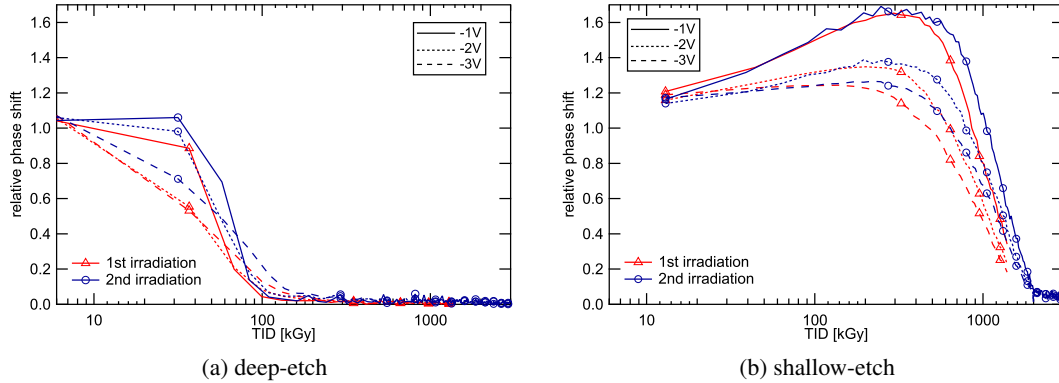 1.6
1.4
1.2
1.0
0.8
0.6
0.4
0.2
0.0
relative phase shift
-1V
-2V
-3V
1st irradiation
2nd irradiation
10
100
1000
TID [kGy]
(a) deep-etch
1.6
1.4
1.2
1.0
0.8
0.6
0.4
0.2
0.0
relative phase shift
-1V
-2V
-3V
1st irradiation
2nd irradiation
10
100
1000
TID [kGy]
(b) shallow-etch